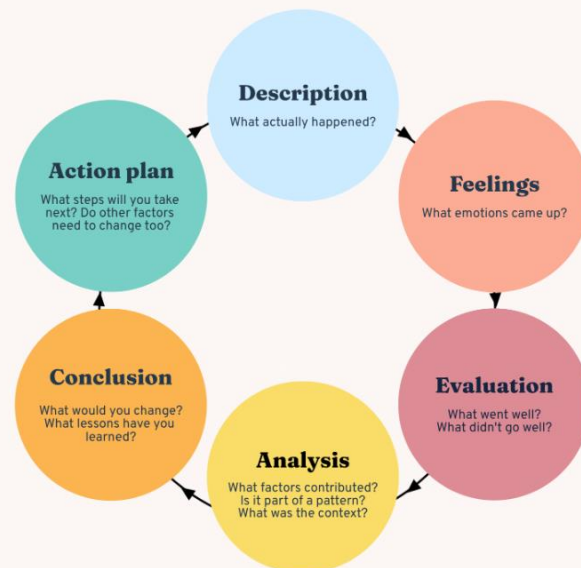 Description
What actually happened?
Feelings
What emotions came up?
Evaluation
What went well?
What didn't go well?
Analysis
What factors contributed?
Is it part of a pattern?
What was the context?
Conclusion
What would you change?
What lessons have you
learned?
Action plan
What steps will you take
next? Do other factors
need to change too?